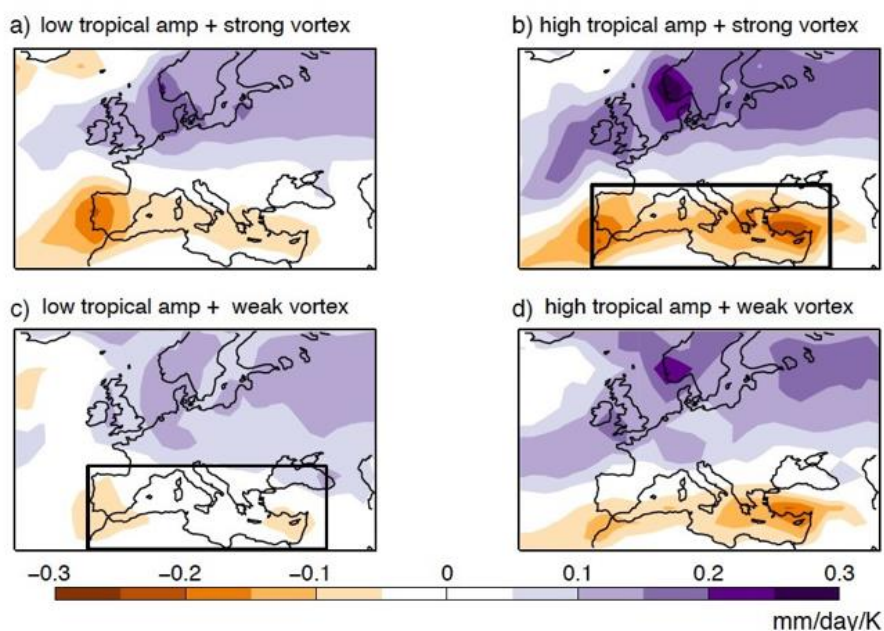 a) low tropical amp + strong vortex
b) high tropical amp + strong vortex
c) low tropical amp + weak vortex
d) high tropical amp + weak vortex
−0.3 −0.2 −0.1 0 0.1 0.2 0.3
mm/day/K